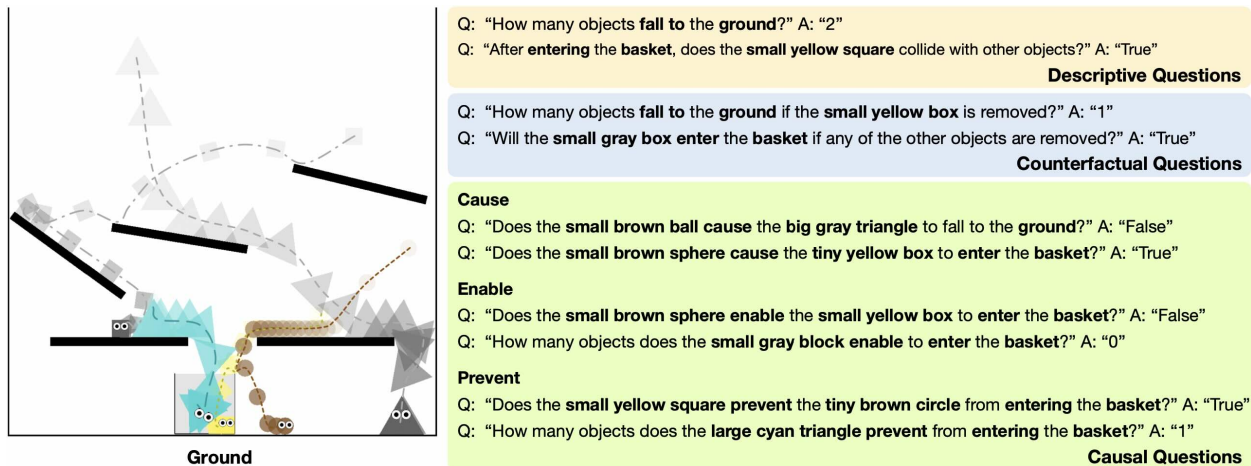 Ground
Q: “How many objects fall to the ground?” A: “2”
Q: “After entering the basket, does the small yellow square collide with other objects?” A: “True”
Descriptive Questions
Q: “How many objects fall to the ground if the small yellow box is removed?” A: “1”
Q: “Will the small gray box enter the basket if any of the other objects are removed?” A: “True”
Counterfactual Questions
Cause
Q: “Does the small brown ball cause the big gray triangle to fall to the ground?” A: “False”
Q: “Does the small brown sphere cause the tiny yellow box to enter the basket?” A: “True”
Enable
Q: “Does the small brown sphere enable the small yellow box to enter the basket?” A: “False”
Q: “How many objects does the small gray block enable to enter the basket?” A: “0”
Prevent
Q: “Does the small yellow square prevent the tiny brown circle from entering the basket?” A: “True”
Q: “How many objects does the large cyan triangle prevent from entering the basket?” A: “1”
Causal Questions